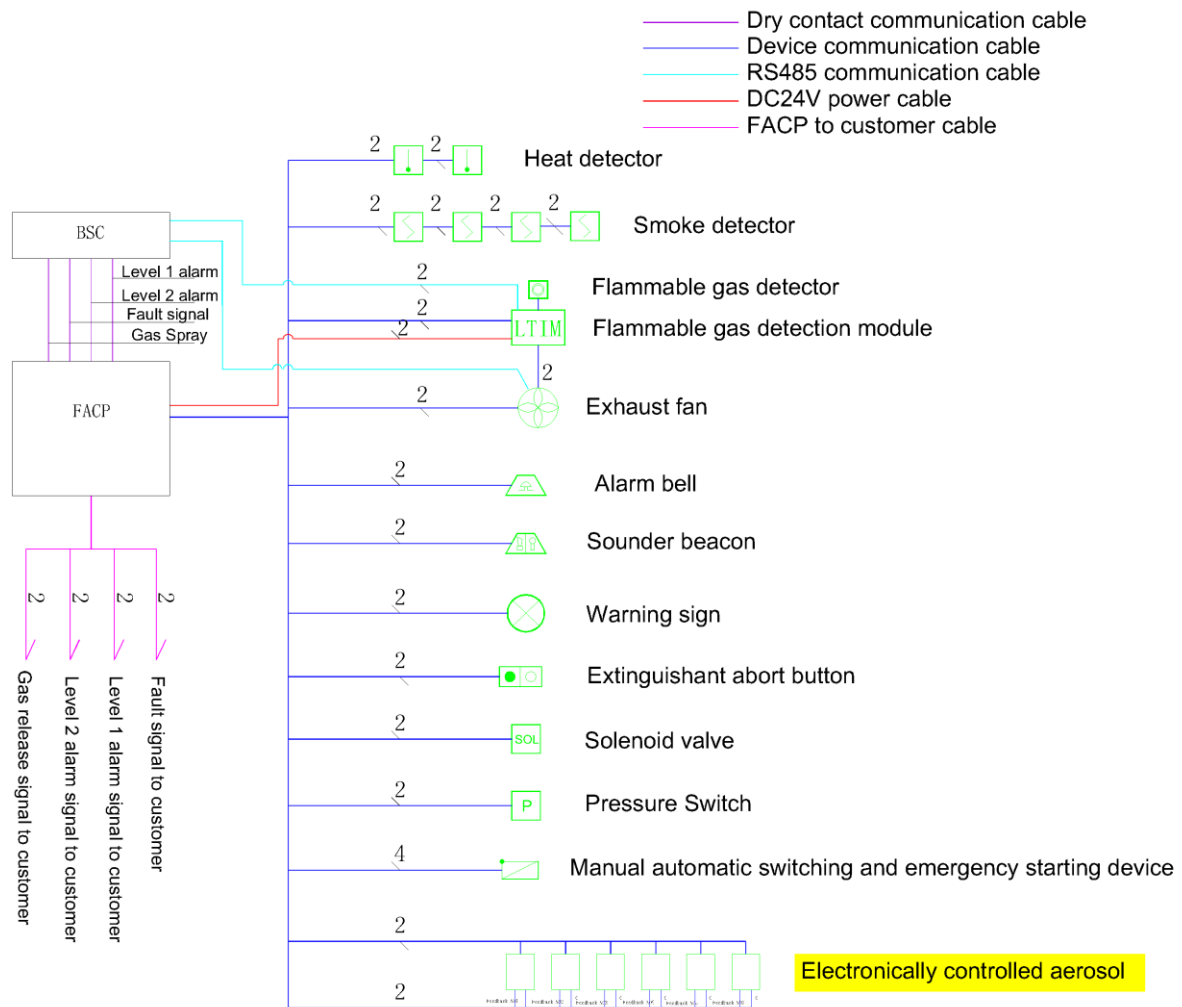 Dry contact communication cable
Device communication cable
RS485 communication cable
DC24V power cable
FACP to customer cable
2 2
Heat detector
2 2 2 2
Smoke detector
BSC
Level 1 alarm
Level 2 alarm
Fault signal
Gas Spray
2
Flammable gas detector
2
LTIM
Flammable gas detection module
2
2
FACP
2
Exhaust fan
2
Alarm bell
2
Sounder beacon
2
Warning sign
2
Extinguishant abort button
2
SOL
Solenoid valve
2
P
Pressure Switch
4
Manual automatic switching and emergency starting device
2 2 2 2
Gas release signal to customer
Level 2 alarm signal to customer
Level 1 alarm signal to customer
Fault signal to customer
2
Electronically controlled aerosol
2